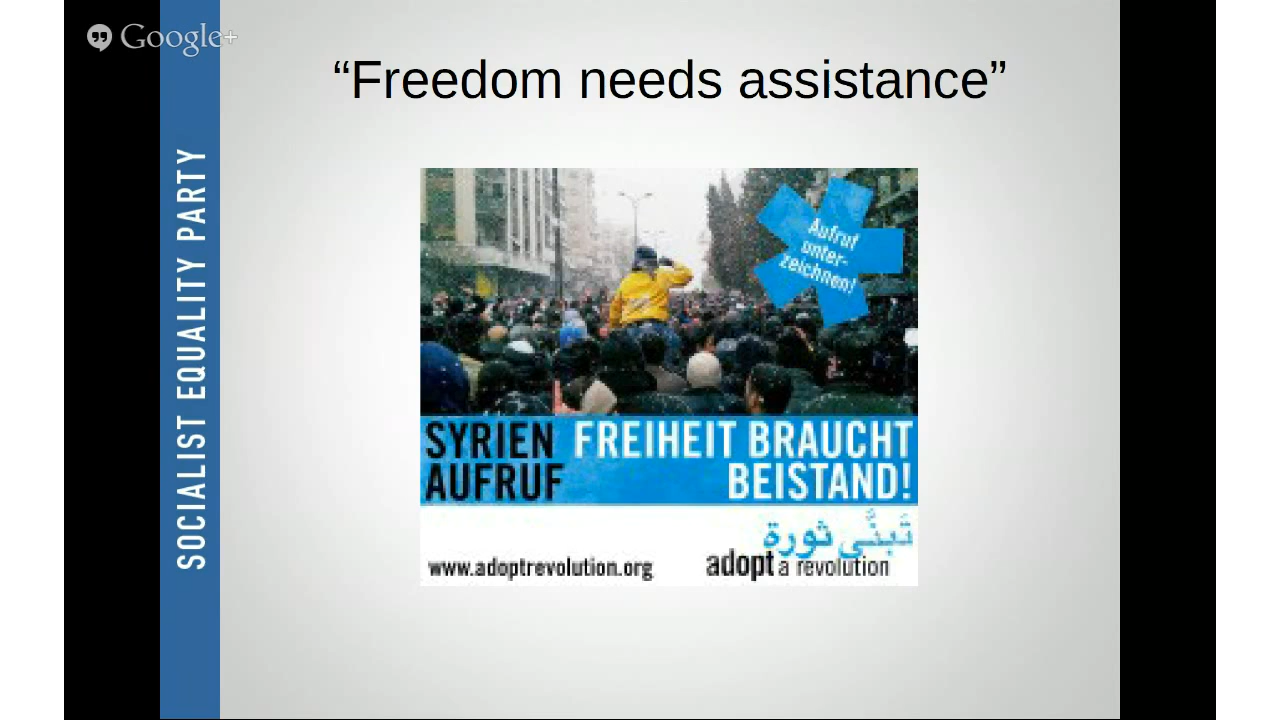 Google+
“Freedom needs assistance”
SOCIALIST EQUALITY PARTY
Aufruf
unter-
zeichnen!
SYRIEN
AUFRUF
FREIHEIT BRAUCHT
BEISTAND!
تَبنَّي ثورة
www.adoptrevolution.org
adopt a revolution